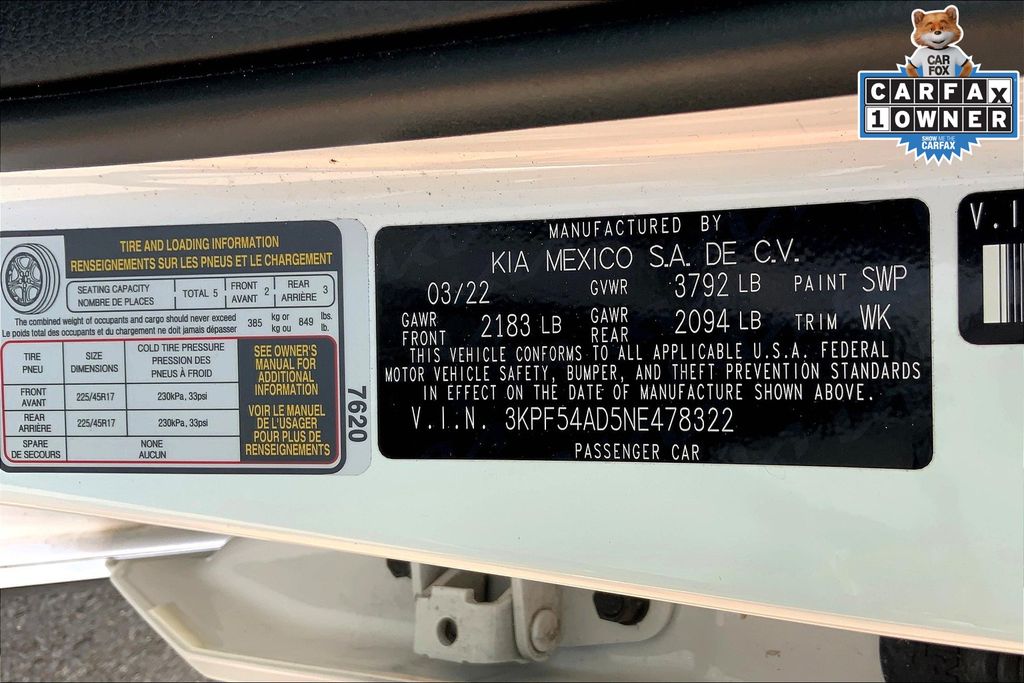 CAR
FOX
CARFAX
1 OWNER
SHOW ME THE
CARFAX
TIRE AND LOADING INFORMATION
RENSEIGNEMENTS SUR LES PNEUS ET LE CHARGEMENT
SEATING CAPACITY
NOMBRE DE PLACES
TOTAL 5
FRONT
AVANT 2
REAR
ARRIÈRE 3
The combined weight of occupants and cargo should never exceed
Le poids total des occupants et du chargement ne doit jamais dépasser
385 kg or
kg ou 849 lbs.
lb.
TIRE
PNEU
SIZE
DIMENSIONS
COLD TIRE PRESSURE
PRESSION DES
PNEUS À FROID
FRONT
AVANT
225/45R17
230kPa, 33psi
REAR
ARRIÈRE
225/45R17
230kPa, 33psi
SPARE
DE SECOURS
NONE
AUCUN
SEE OWNER'S
MANUAL FOR
ADDITIONAL
INFORMATION
VOIR LE MANUEL
DE L'USAGER
POUR PLUS DE
RENSEIGNEMENTS
7620
MANUFACTURED BY
KIA MEXICO S.A. DE C.V.
03/22 GVWR 3792 LB PAINT SWP
GAWR
FRONT 2183 LB GAWR
REAR 2094 LB TRIM WK
THIS VEHICLE CONFORMS TO ALL APPLICABLE U.S.A. FEDERAL
MOTOR VEHICLE SAFETY, BUMPER, AND THEFT PREVENTION STANDARDS
IN EFFECT ON THE DATE OF MANUFACTURE SHOWN ABOVE.
V.I.N. 3KPF54AD5NE478322
PASSENGER CAR
V.I